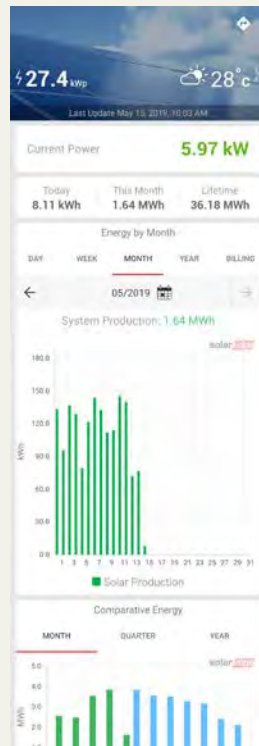 27.4 kWp
28°c
Last Update May 15, 2019, 10:03 AM
Current Power 5.97 kW
Today This Month Lifetime
8.11 kWh 1.64 MWh 36.18 MWh
Energy by Month
DAY WEEK MONTH YEAR BILLING
05/2019
System Production: 1.64 MWh
solar
180.0
150.0
120.0
90.0
60.0
30.0
0.0
kWh
1 3 5 7 9 11 13 15 17 19 21 23 25 27 29 31
Solar Production
Comparative Energy
MONTH QUARTER YEAR
solar
5.0
4.0
3.0
2.0
MWh